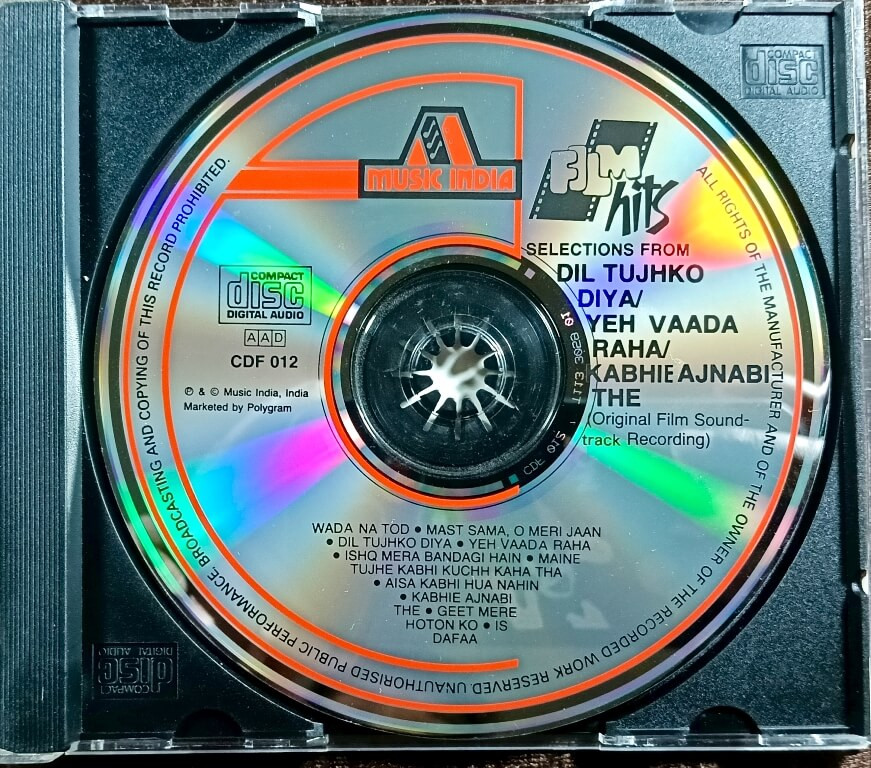 MUSIC INDIA
FILM
hits
SELECTIONS FROM
DIL TUJHKO
DIYA/
YEH VAADA
RAHA/
KABHIE AJNABI
THE
(Original Film Sound-
track Recording)
COMPACT
disc
DIGITAL AUDIO
AAD
CDF 012
℗ & © Music India, India
Marketed by Polygram
WADA NA TOD • MAST SAMA, O MERI JAAN
• DIL TUJHKO DIYA • YEH VAADA RAHA
• ISHQ MERA BANDAGI HAIN • MAINE
TUJHE KABHI KUCHH KAHA THA
• AISA KABHI HUA NAHIN
• KABHIE AJNABI
THE • GEET MERE
HOTON KO • IS
DAFAA
ALL RIGHTS OF THE MANUFACTURER AND OF THE OWNER OF THE RECORDED WORK RESERVED. UNAUTHORISED PUBLIC PERFORMANCE, BROADCASTING AND COPYING OF THIS RECORD PROHIBITED.
COMPACT
disc
DIGITAL AUDIO
COMPACT
disc
DIGITAL AUDIO